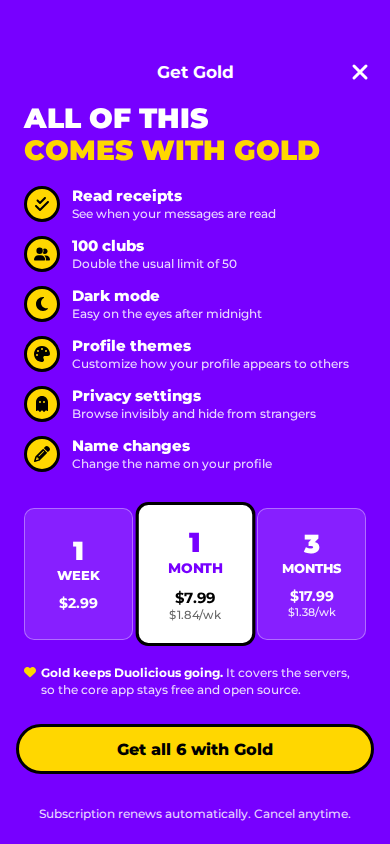 Get Gold
ALL OF THIS
COMES WITH GOLD
Read receipts
See when your messages are read
100 clubs
Double the usual limit of 50
Dark mode
Easy on the eyes after midnight
Profile themes
Customize how your profile appears to others
Privacy settings
Browse invisibly and hide from strangers
Name changes
Change the name on your profile
1
WEEK
$2.99
1
MONTH
$7.99
$1.84/wk
3
MONTHS
$17.99
$1.38/wk
Gold keeps Duolicious going. It covers the servers,
so the core app stays free and open source.
Get all 6 with Gold
Subscription renews automatically. Cancel anytime.